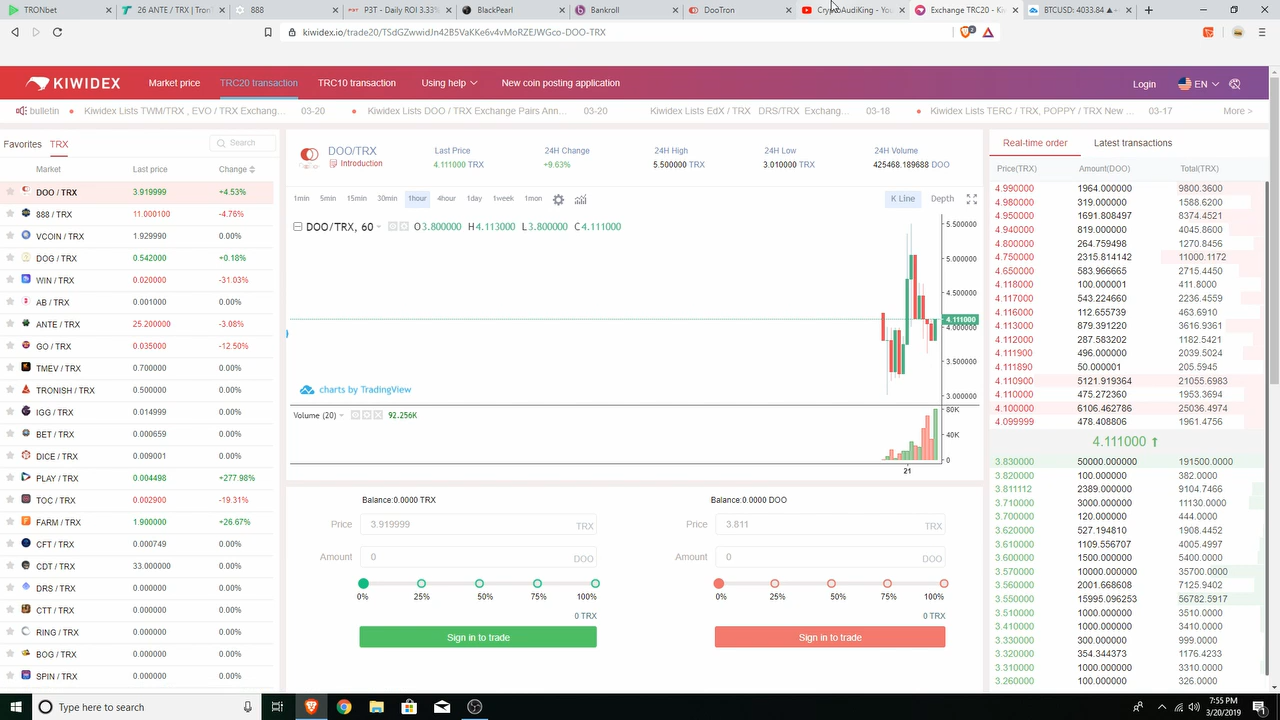 TRONbet
26 ANTE / TRX | Tron
888
P3T P3T - Daily ROI 3.33%
BlackPearl
Bankroll
DooTron
CryptoAudiKing - You
Exchange TRC20 - Ki
BTCUSD: 4033.84 ▲
kiwidex.io/trade20/TSdGZwwidJn42B5VaKKe6v4vMoRZEJWGco-DOO-TRX
KIWIDEX
Market price
TRC20 transaction
TRC10 transaction
Using help
New coin posting application
Login
EN
bulletin
Kiwidex Lists TWM/TRX , EVO / TRX Exchang... 03-20
Kiwidex Lists DOO / TRX Exchange Pairs Ann... 03-20
Kiwidex Lists EdX / TRX DRS/TRX Exchang... 03-18
Kiwidex Lists TERC / TRX, POPPY / TRX New ... 03-17
More >
Favorites TRX
Search
Market Last price Change
DOO / TRX 3.919999 +4.53%
888 / TRX 11.000100 -4.76%
VCOIN / TRX 1.929990 0.00%
DOG / TRX 0.542000 +0.18%
WIN / TRX 0.020000 -31.03%
AB / TRX 0.001000 0.00%
ANTE / TRX 25.200000 -3.08%
GO / TRX 0.035000 -12.50%
TMEV / TRX 0.700000 0.00%
TRONISH / TRX 0.500000 0.00%
IGG / TRX 0.014999 0.00%
BET / TRX 0.000659 0.00%
DICE / TRX 0.009001 0.00%
PLAY / TRX 0.004498 +277.98%
TOC / TRX 0.002900 -19.31%
FARM / TRX 1.900000 +26.67%
CFT / TRX 0.000749 0.00%
CDT / TRX 33.000000 0.00%
DRS / TRX 0.000000 0.00%
CTT / TRX 0.000000 0.00%
RING / TRX 0.000000 0.00%
BOG / TRX 0.000000 0.00%
SPIN / TRX 0.000000 0.00%
DOO/TRX
Introduction
Last Price
4.111000 TRX
24H Change
+9.63%
24H High
5.500000 TRX
24H Low
3.010000 TRX
24H Volume
425468.189688 DOO
1min 5min 15min 30min 1hour 4hour 1day 1week 1mon
K Line Depth
DOO/TRX, 60 O3.800000 H4.113000 L3.800000 C4.111000
5.500000
5.000000
4.500000
4.111000
4.000000
3.500000
3.000000
charts by TradingView
Volume (20) 92.256K
80K
40K
0
21
Balance:0.0000 TRX
Price 3.919999 TRX
Amount 0 DOO
0% 25% 50% 75% 100%
0 TRX
Sign in to trade
Balance:0.0000 DOO
Price 3.811 TRX
Amount 0 DOO
0% 25% 50% 75% 100%
0 TRX
Sign in to trade
Real-time order Latest transactions
Price(TRX) Amount(DOO) Total(TRX)
4.990000 1964.000000 9800.3600
4.980000 319.000000 1588.6200
4.950000 1691.808497 8374.4521
4.940000 819.000000 4045.8600
4.800000 264.759498 1270.8456
4.750000 2315.814142 11000.1172
4.650000 583.966665 2715.4450
4.118000 100.000001 411.8000
4.117000 543.224660 2236.4559
4.116000 112.655739 463.6910
4.113000 879.391220 3616.9361
4.112000 287.583202 1182.5421
4.111900 496.000000 2039.5024
4.111890 50.000001 205.5945
4.110900 5121.919364 21055.6983
4.110000 475.272360 1953.3694
4.100000 6106.462786 25036.4974
4.099999 478.408806 1961.4756
4.111000 ↑
3.830000 50000.000000 191500.0000
3.820000 100.000000 382.0000
3.811112 2389.000000 9104.7466
3.710000 3000.000000 11130.0000
3.700000 120.000000 444.0000
3.620000 527.194810 1908.4452
3.610000 1109.556707 4005.4997
3.600000 1500.000000 5400.0000
3.570000 10000.000000 35700.0000
3.560000 2001.668608 7125.9402
3.550000 15995.096253 56782.5917
3.510000 1000.000000 3510.0000
3.410000 1000.000000 3410.0000
3.330000 300.000000 999.0000
3.320000 354.344373 1176.4233
3.310000 1000.000000 3310.0000
3.260000 100.000000 326.0000
Type here to search
7:55 PM
3/20/2019